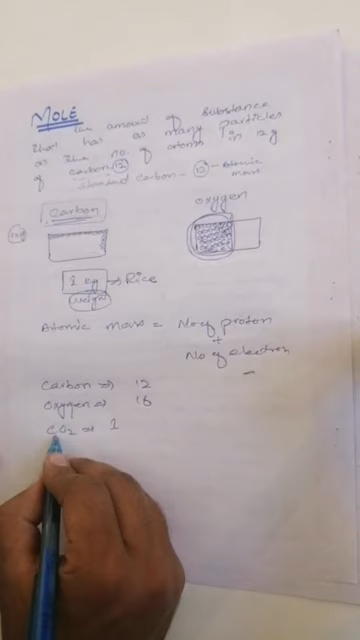 MOLE
The amount of substance
that has as many particles
as the no. of atoms in 12g
of carbon 12
standard carbon - 12 - Atomic
mass
Carbon
Oxygen
1 kg → Rice
weight
Atomic mass = No of proton
+
No of electron
Carbon ⇒ 12
Oxygen ⇒ 16
CO2 ⇒ 1